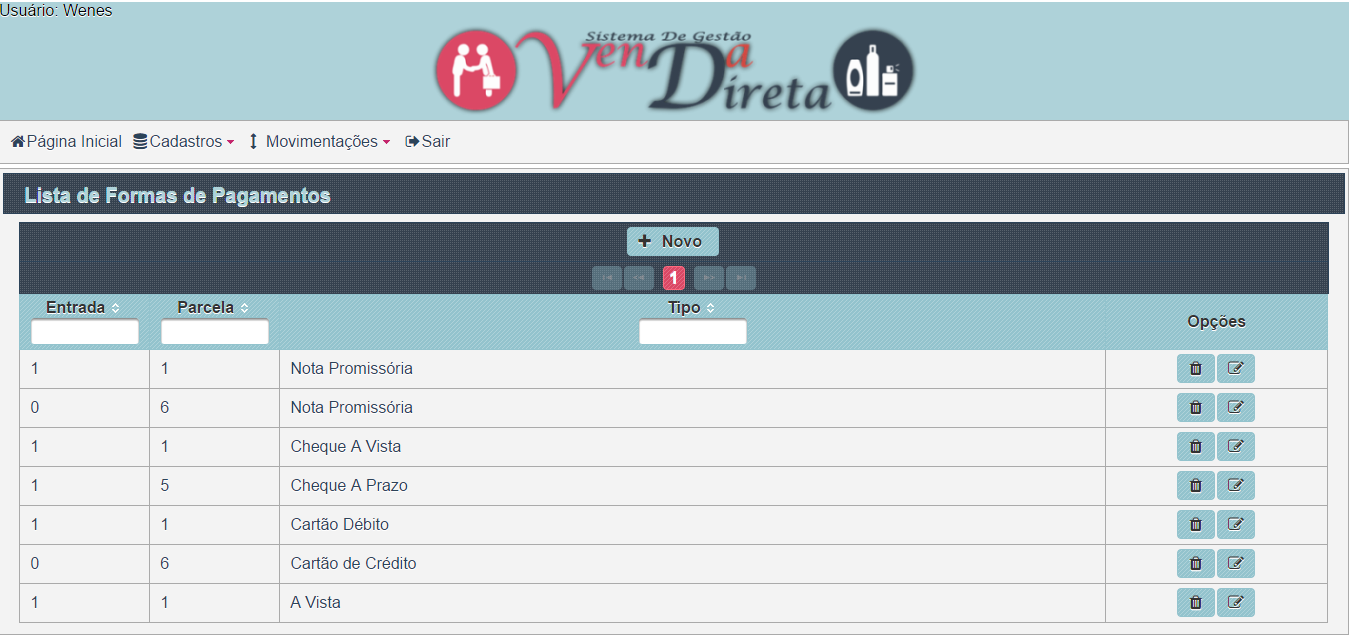 Usuário: Wenes
Sistema De Gestão
VenDa
Direta
Página Inicial Cadastros Movimentações Sair
Lista de Formas de Pagamentos
+ Novo
1
Entrada Parcela Tipo Opções
1 1 Nota Promissória
0 6 Nota Promissória
1 1 Cheque A Vista
1 5 Cheque A Prazo
1 1 Cartão Débito
0 6 Cartão de Crédito
1 1 A Vista